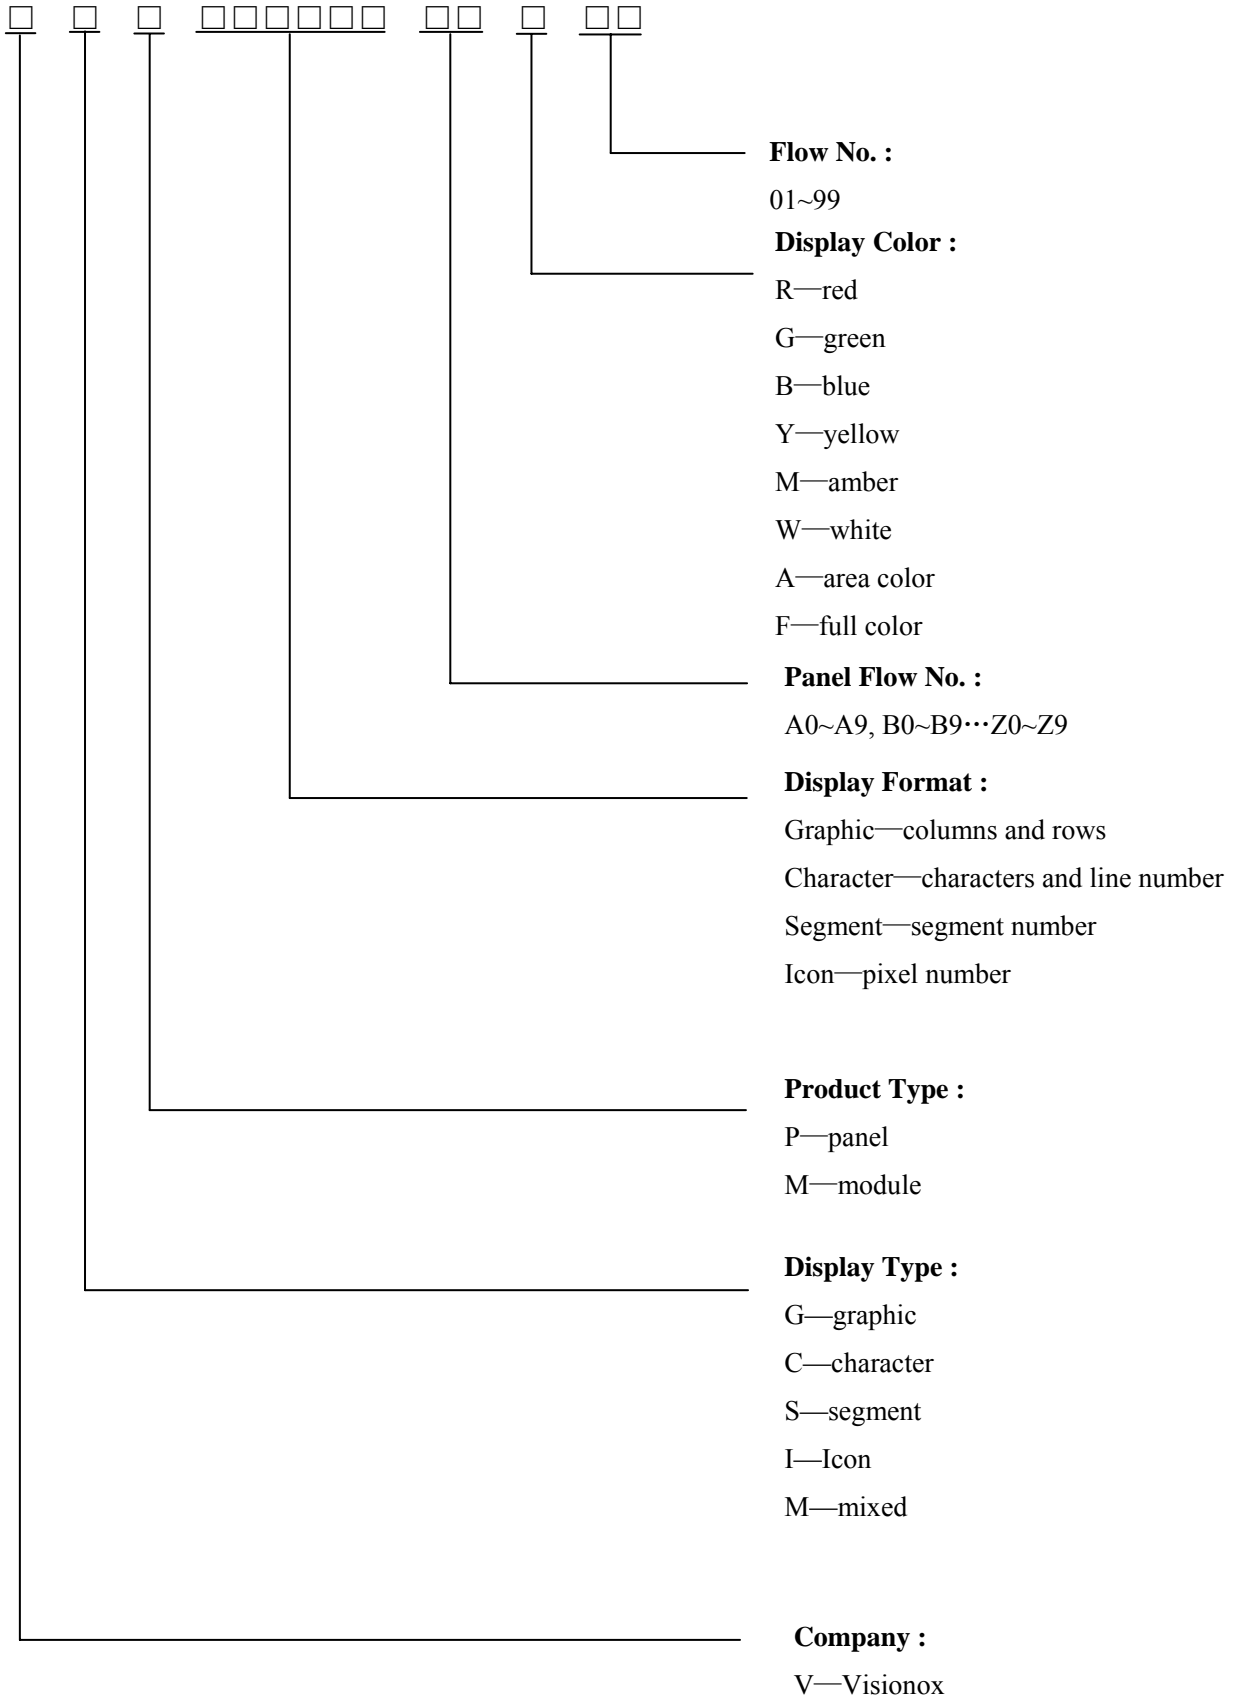 □ □ □ □□□□□□ □□ □ □□
Flow No. :
01~99
Display Color :
R—red
G—green
B—blue
Y—yellow
M—amber
W—white
A—area color
F—full color
Panel Flow No. :
A0~A9, B0~B9⋯Z0~Z9
Display Format :
Graphic—columns and rows
Character—characters and line number
Segment—segment number
Icon—pixel number
Product Type :
P—panel
M—module
Display Type :
G—graphic
C—character
S—segment
I—Icon
M—mixed
Company :
V—Visionox